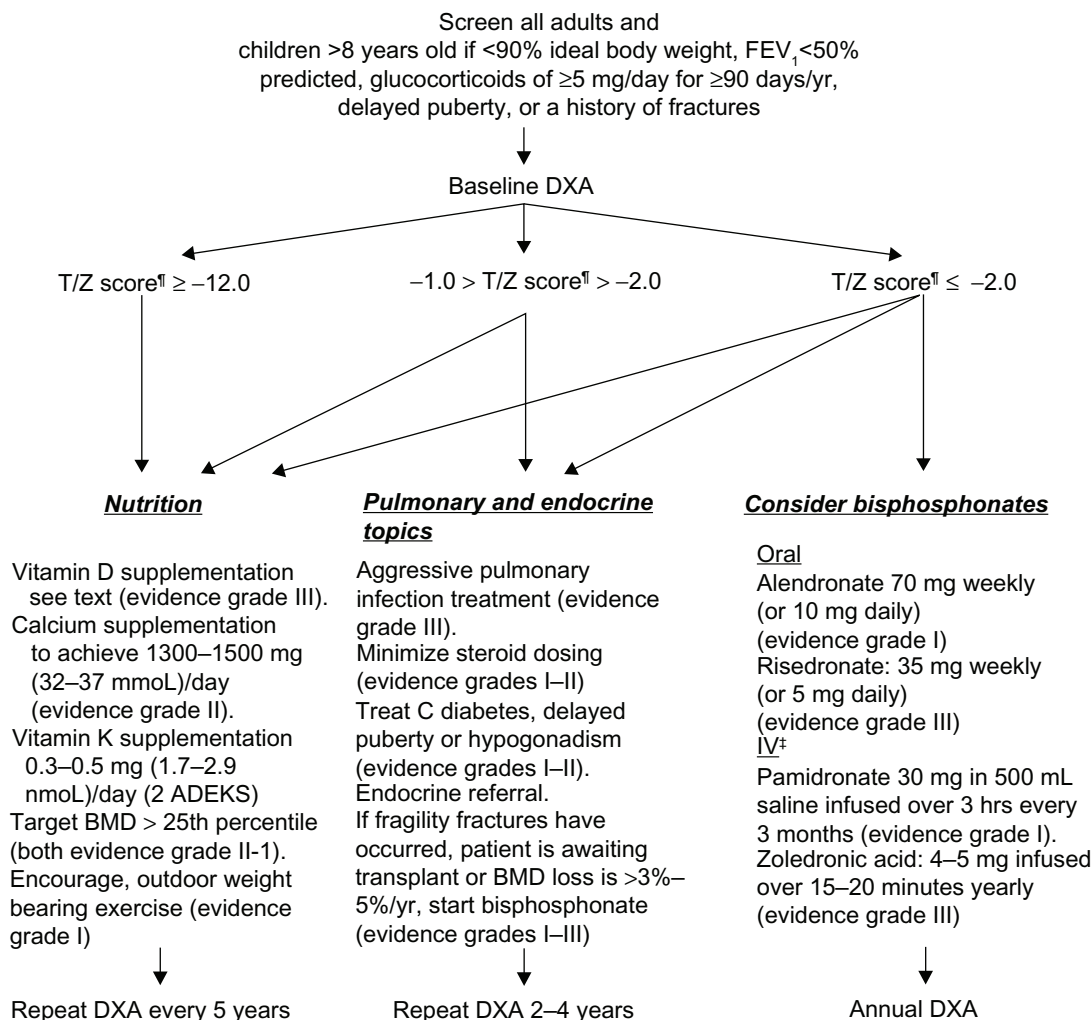 Screen all adults and
children >8 years old if <90% ideal body weight, FEV₁<50%
predicted, glucocorticoids of ≥5 mg/day for ≥90 days/yr,
delayed puberty, or a history of fractures
Baseline DXA
T/Z score¶ ≥ −12.0
−1.0 > T/Z score¶ > −2.0
T/Z score¶ ≤ −2.0
Nutrition
Vitamin D supplementation
see text (evidence grade III).
Calcium supplementation
to achieve 1300–1500 mg
(32–37 mmoL)/day
(evidence grade II).
Vitamin K supplementation
0.3–0.5 mg (1.7–2.9
nmoL)/day (2 ADEKS)
Target BMD > 25th percentile
(both evidence grade II-1).
Encourage, outdoor weight
bearing exercise (evidence
grade I)
Repeat DXA every 5 years
Pulmonary and endocrine
topics
Aggressive pulmonary
infection treatment (evidence
grade III).
Minimize steroid dosing
(evidence grades I–II)
Treat C diabetes, delayed
puberty or hypogonadism
(evidence grades I–II).
Endocrine referral.
If fragility fractures have
occurred, patient is awaiting
transplant or BMD loss is >3%–
5%/yr, start bisphosphonate
(evidence grades I–III)
Repeat DXA 2–4 years
Consider bisphosphonates
Oral
Alendronate 70 mg weekly
(or 10 mg daily)
(evidence grade I)
Risedronate: 35 mg weekly
(or 5 mg daily)
(evidence grade III)
IV‡
Pamidronate 30 mg in 500 mL
saline infused over 3 hrs every
3 months (evidence grade I).
Zoledronic acid: 4–5 mg infused
over 15–20 minutes yearly
(evidence grade III)
Annual DXA